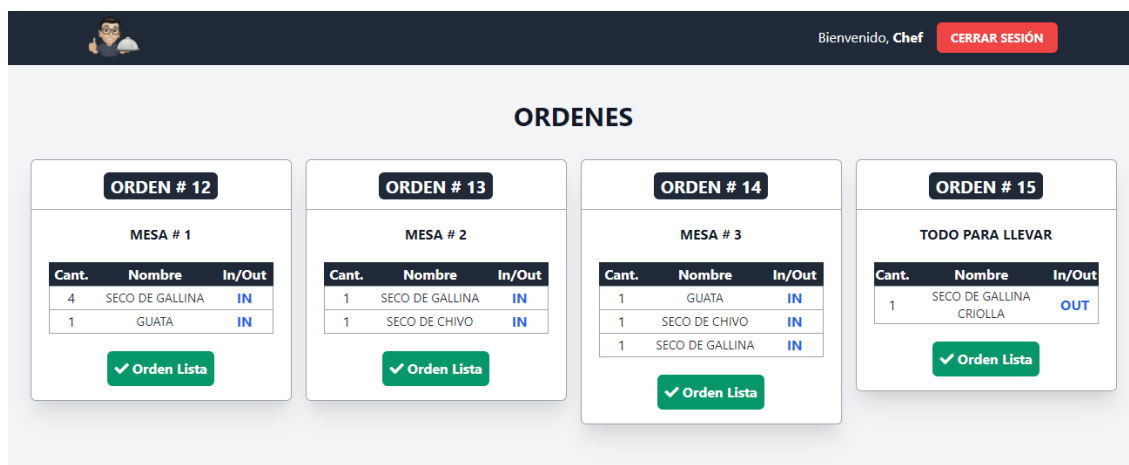 Bienvenido, Chef CERRAR SESIÓN
ORDENES
ORDEN # 12
MESA # 1
Cant. Nombre In/Out
4 SECO DE GALLINA IN
1 GUATA IN
Orden Lista
ORDEN # 13
MESA # 2
Cant. Nombre In/Out
1 SECO DE GALLINA IN
1 SECO DE CHIVO IN
Orden Lista
ORDEN # 14
MESA # 3
Cant. Nombre In/Out
1 GUATA IN
1 SECO DE CHIVO IN
1 SECO DE GALLINA IN
Orden Lista
ORDEN # 15
TODO PARA LLEVAR
Cant. Nombre In/Out
1 SECO DE GALLINA
CRIOLLA OUT
Orden Lista